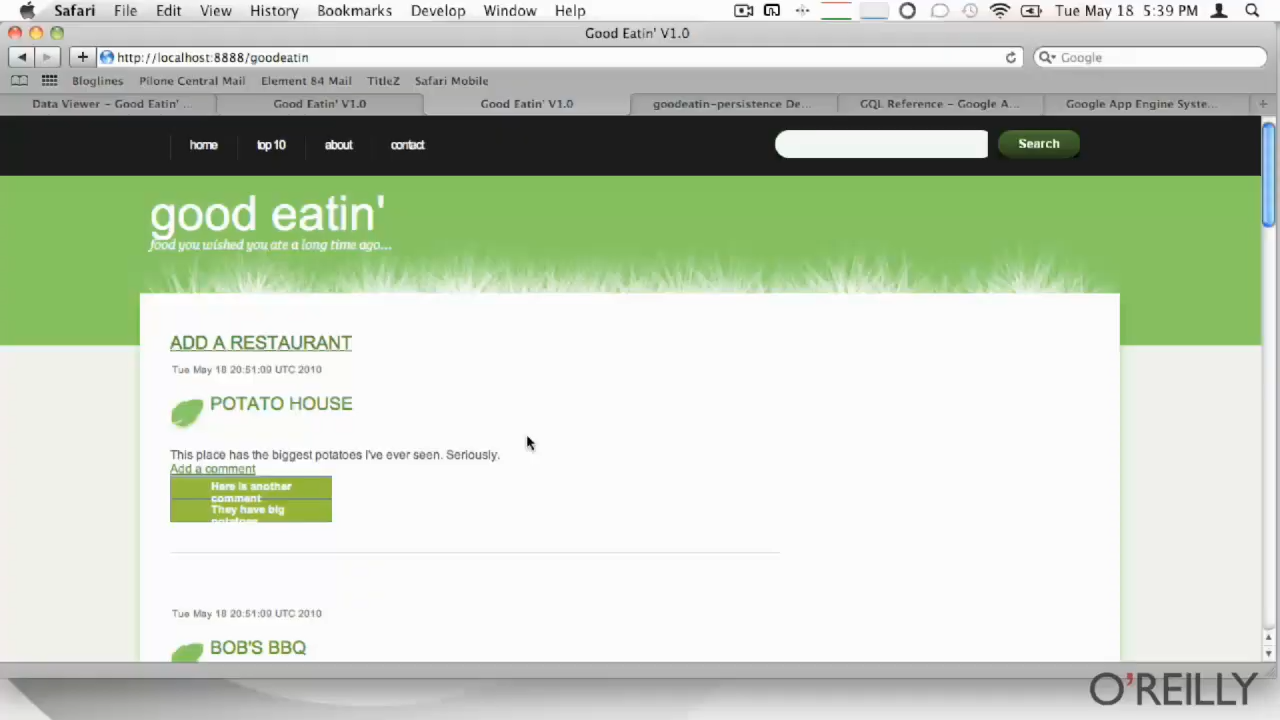 Safari File Edit View History Bookmarks Develop Window Help Tue May 18 5:39 PM
Good Eatin' V1.0
http://localhost:8888/goodeatin Google
Bloglines Pilone Central Mail Element 84 Mail TitleZ Safari Mobile
Data Viewer – Good Eatin' ... Good Eatin' V1.0 Good Eatin' V1.0 goodeatin-persistence De... GQL Reference – Google A... Google App Engine Syste...
home top 10 about contact Search
good eatin'
food you wished you ate a long time ago...
ADD A RESTAURANT
Tue May 18 20:51:09 UTC 2010
POTATO HOUSE
This place has the biggest potatoes I've ever seen. Seriously.
Add a comment
Here is another
comment
They have big
potatoes
Tue May 18 20:51:09 UTC 2010
BOB'S BBQ
O'REILLY